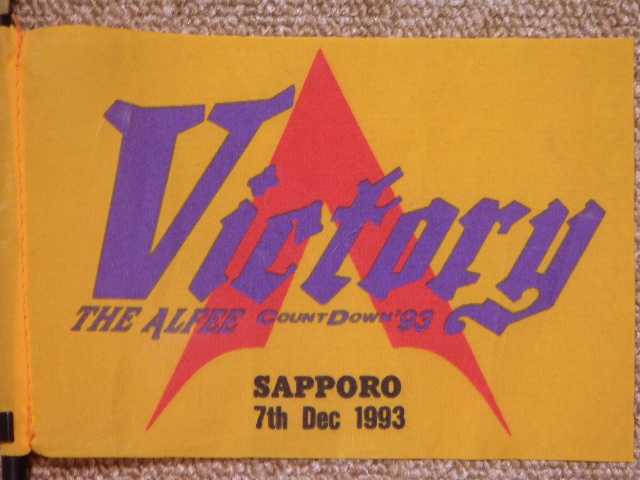 Victory
THE ALFEE COUNTDOWN'93
SAPPORO
7th Dec 1993